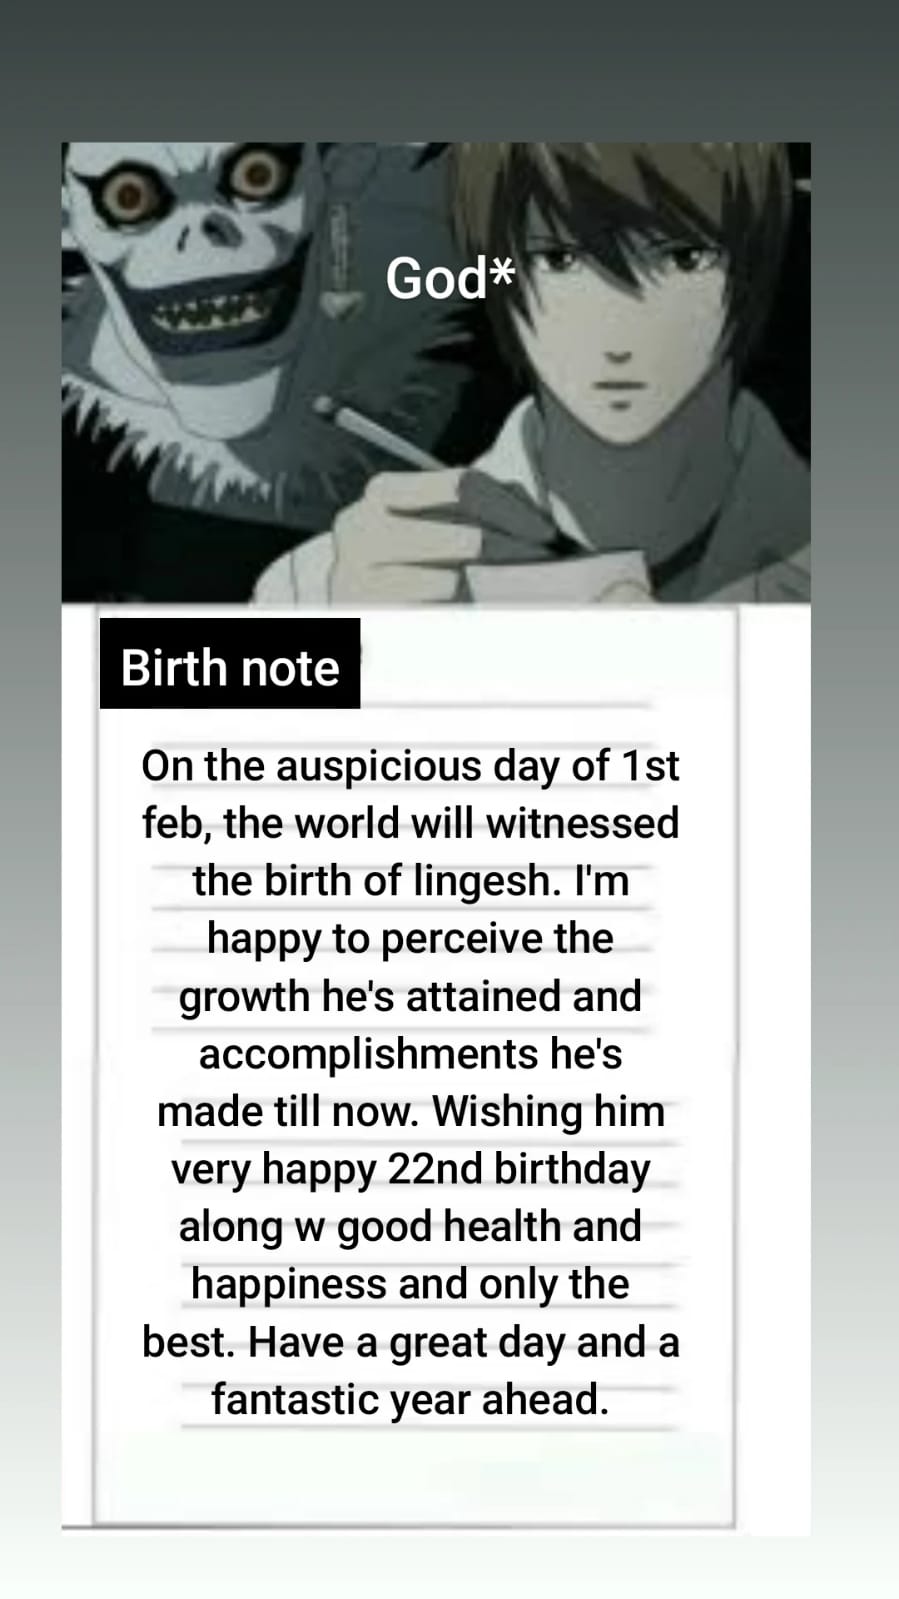 God*
Birth note
On the auspicious day of 1st
feb, the world will witnessed
the birth of lingesh. I'm
happy to perceive the
growth he's attained and
accomplishments he's
made till now. Wishing him
very happy 22nd birthday
along w good health and
happiness and only the
best. Have a great day and a
fantastic year ahead.